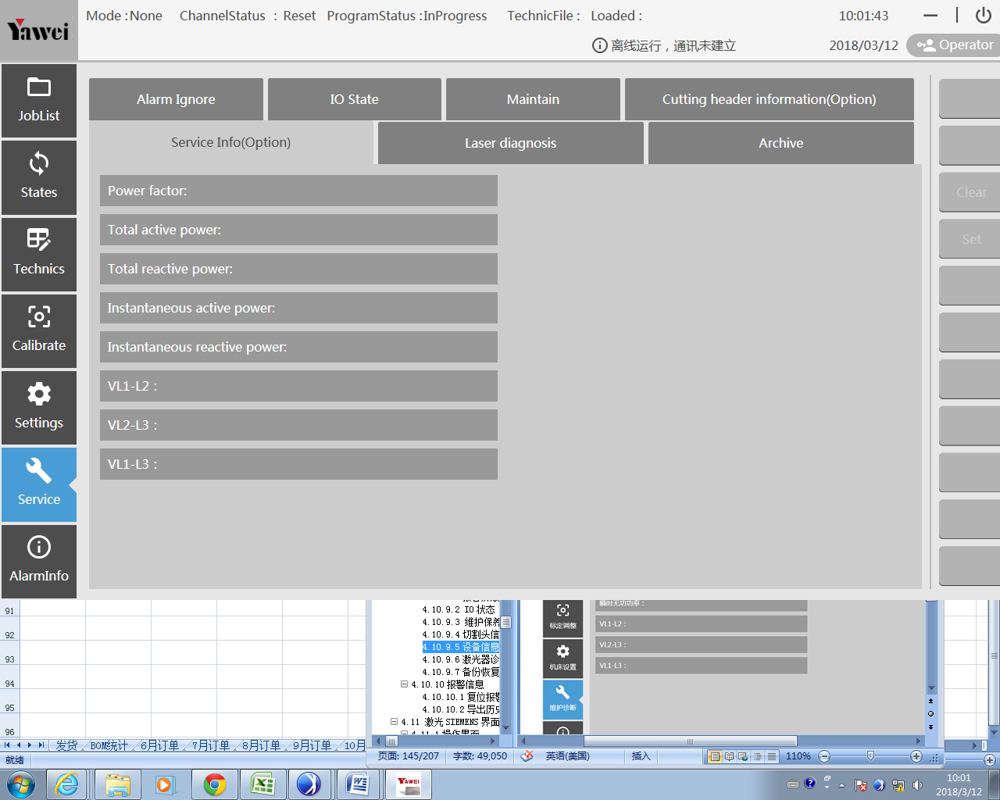 Yawei
Mode : None ChannelStatus : Reset ProgramStatus : InProgress TechnicFile : Loaded : 10:01:43
离线运行，通讯未建立 2018/03/12 Operator
Alarm Ignore IO State Maintain Cutting header information(Option)
Service Info(Option) Laser diagnosis Archive
JobList
States
Technics
Calibrate
Settings
Service
AlarmInfo
Power factor:
Total active power:
Total reactive power:
Instantaneous active power:
Instantaneous reactive power:
VL1-L2 :
VL2-L3 :
VL1-L3 :
Clear
Set
91
92
93
94
95
96
4.10.9.2 IO 状态
4.10.9.3 维护保养
4.10.9.4 切割头信
4.10.9.5 设备信息
4.10.9.6 激光器诊
4.10.9.7 备份恢复
4.10.10 报警信息
4.10.10.1 复位报警
4.10.10.2 导出历史
4.11 激光 SIEMENS 界面
4.11.1 操作界面
瞬时无功功率：
VL1-L2：
VL2-L3：
VL1-L3：
标定调整
机床设置
维护诊断
发货 BOM统计 6月订单 7月订单 8月订单 9月订单 10月
就绪
页面: 145/207 字数: 49,050 英语(美国) 插入 110%
YAWEI
10:01
2018/3/12